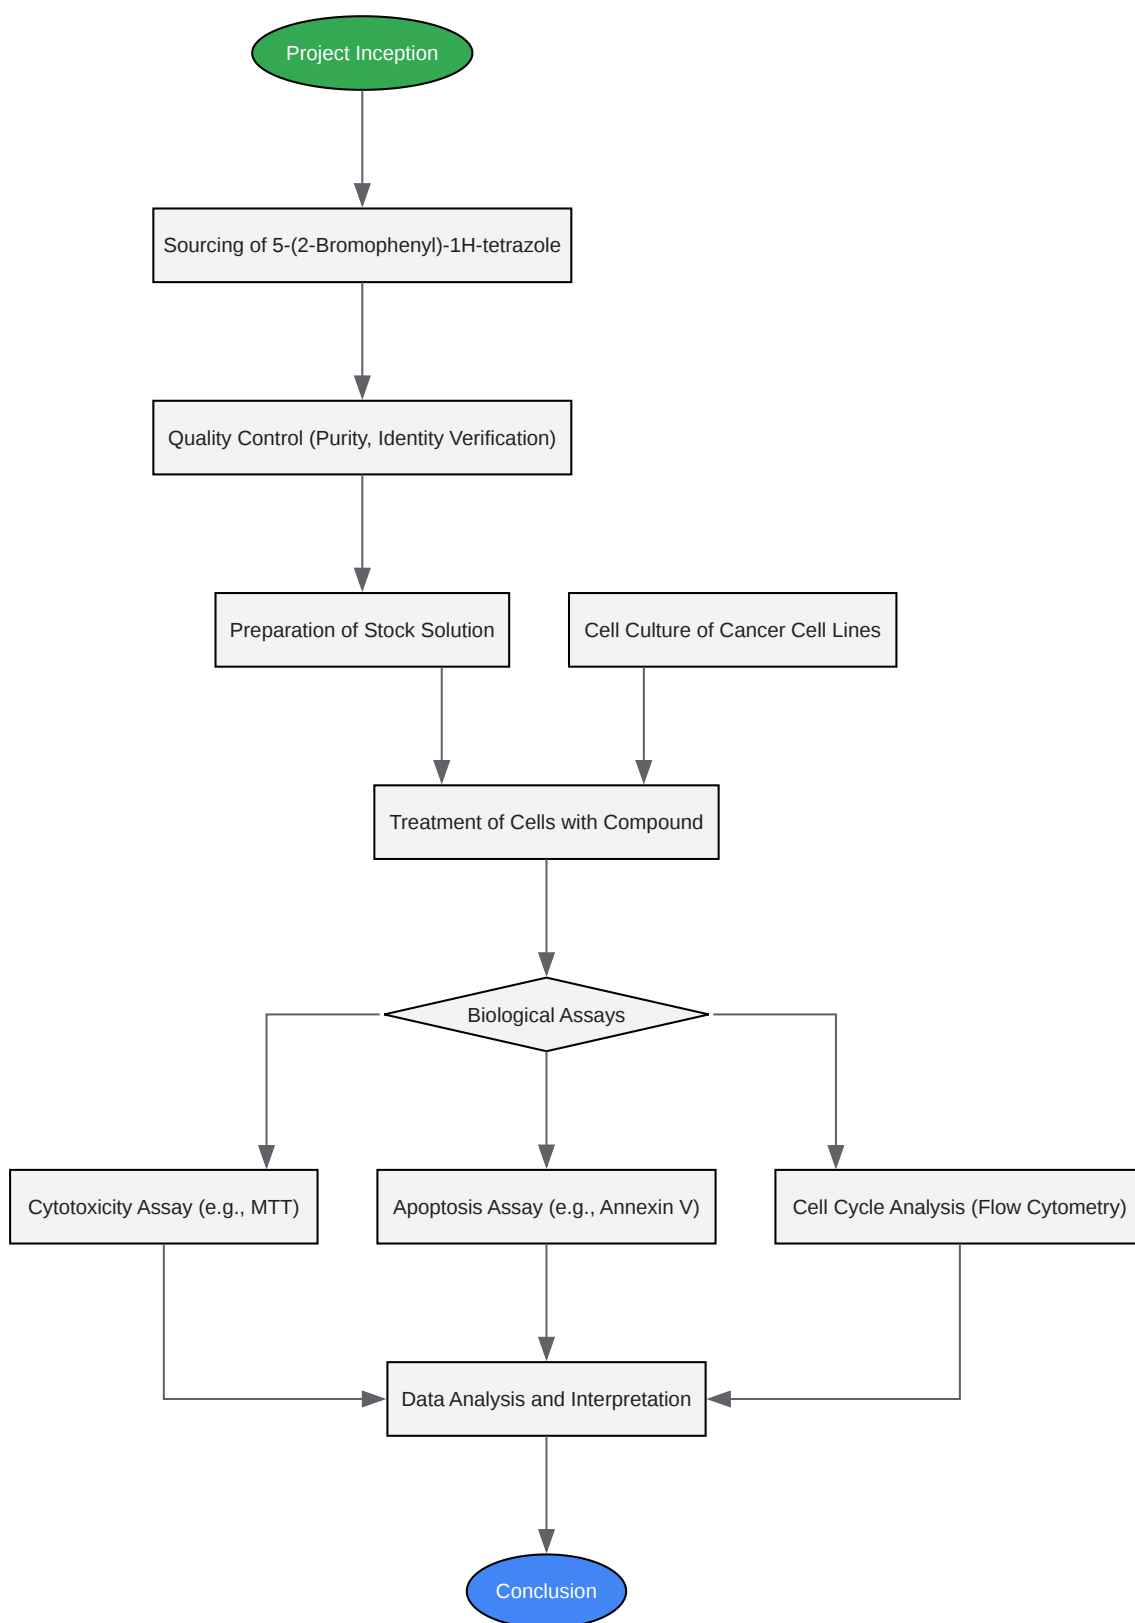 Project Inception
Sourcing of 5-(2-Bromophenyl)-1H-tetrazole
Quality Control (Purity, Identity Verification)
Preparation of Stock Solution
Cell Culture of Cancer Cell Lines
Treatment of Cells with Compound
Biological Assays
Cytotoxicity Assay (e.g., MTT)
Apoptosis Assay (e.g., Annexin V)
Cell Cycle Analysis (Flow Cytometry)
Data Analysis and Interpretation
Conclusion